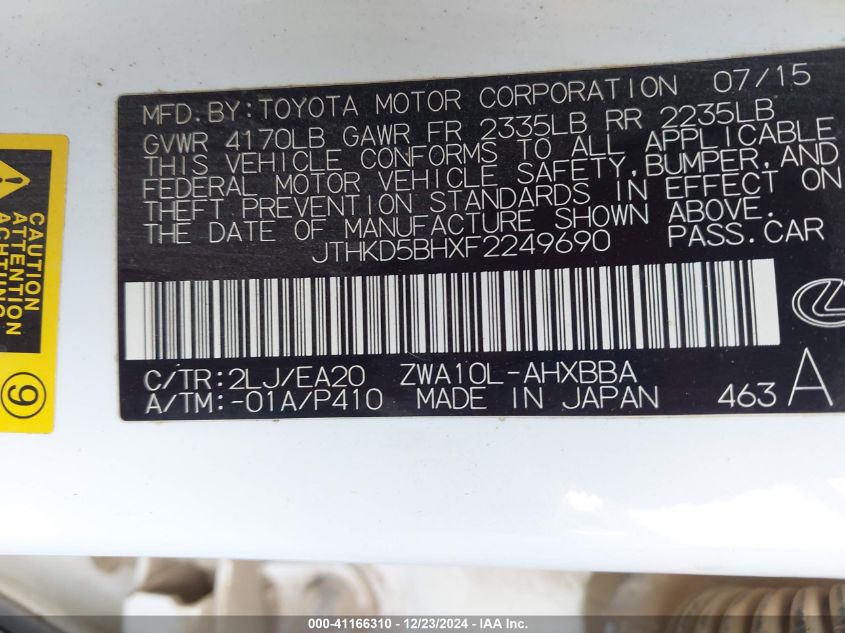 MFD.BY:TOYOTA MOTOR CORPORATION 07/15
GVWR 4170LB GAWR FR 2335LB RR 2235LB
THIS VEHICLE CONFORMS TO ALL APPLICABLE
FEDERAL MOTOR VEHICLE SAFETY,BUMPER,AND
THEFT PREVENTION STANDARDS IN EFFECT ON
THE DATE OF MANUFACTURE SHOWN ABOVE.
JTHKD5BHXF2249690 PASS.CAR
C/TR:2LJ/EA20 ZWA10L-AHXBBA
A/TM:-01A/P410 MADE IN JAPAN 463 A
CAUTION
ACHTUNG
9
000-41166310 | 12/23/2024 - IAA Inc.